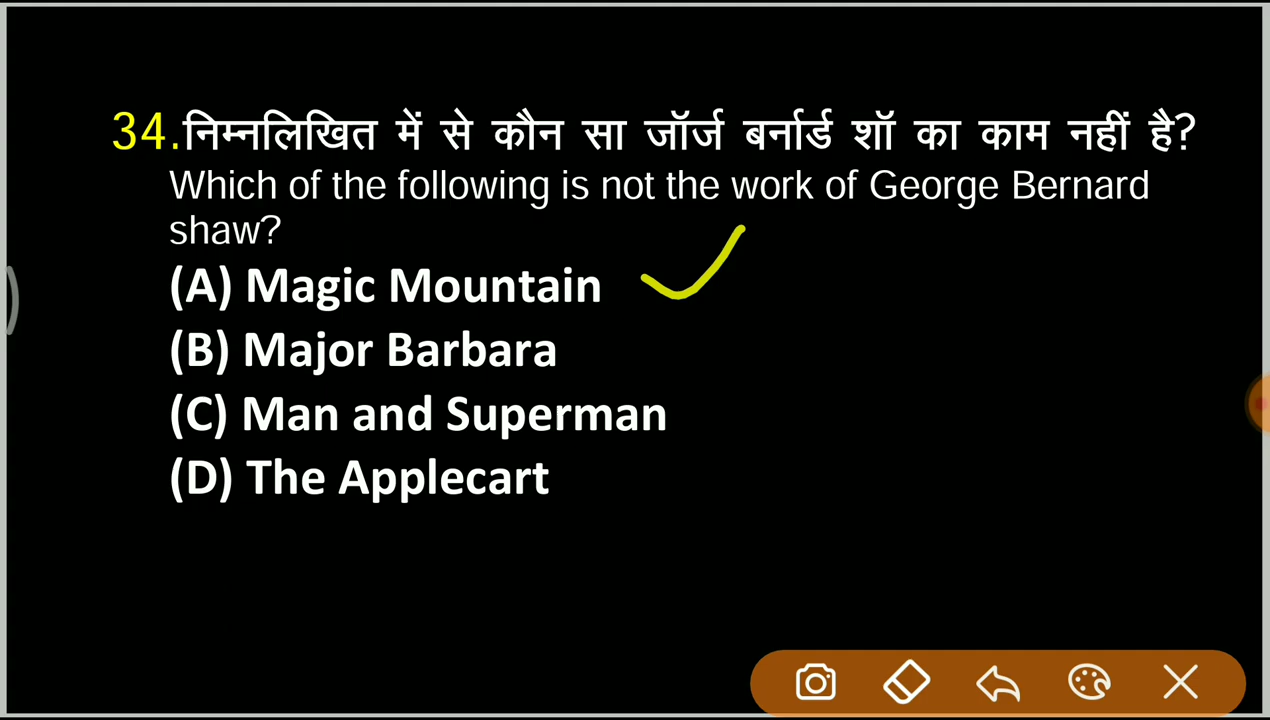 34.निम्नलिखित में से कौन सा जॉर्ज बर्नार्ड शॉ का काम नहीं है?
Which of the following is not the work of George Bernard
shaw?
(A) Magic Mountain
(B) Major Barbara
(C) Man and Superman
(D) The Applecart